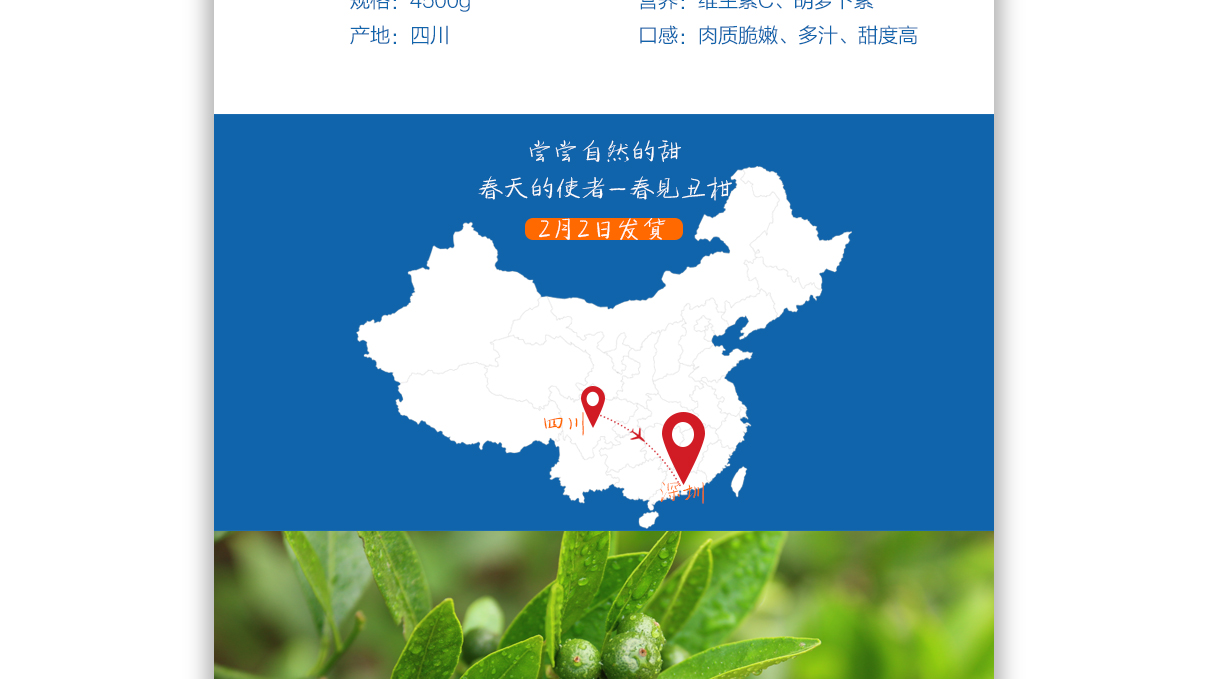 规格：4500g
营养：维生素C、胡萝卜素
产地：四川
口感：肉质脆嫩、多汁、甜度高
尝尝自然的甜
春天的使者—春见丑柑
2月2日发货
四川
深圳